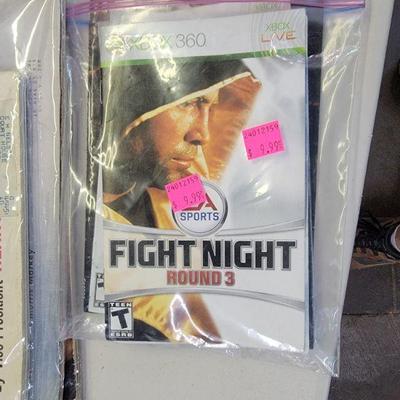 XBOX 360
XBOX
LIVE
24012159
$ 9.99
24012159
$ 9.99
EA
SPORTS
FIGHT NIGHT
ROUND 3
TEEN
T
ESRB